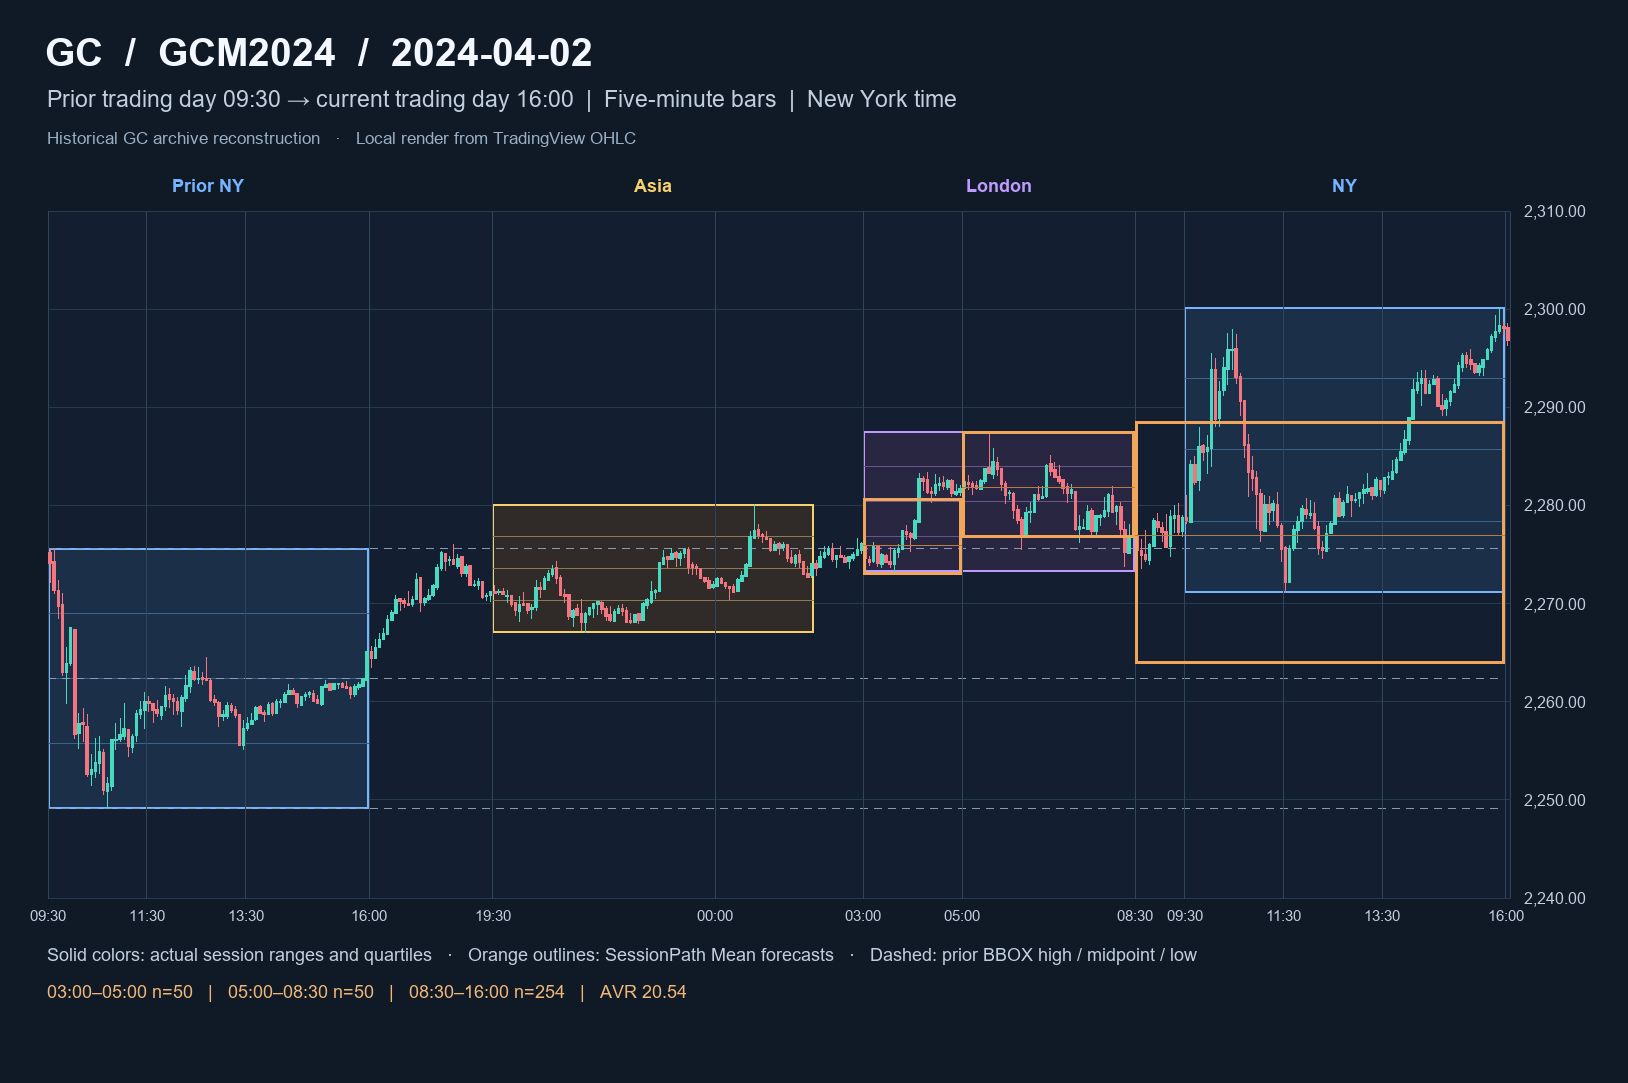 GC / GCM2024 / 2024-04-02
Prior trading day 09:30 → current trading day 16:00 | Five-minute bars | New York time
Historical GC archive reconstruction · Local render from TradingView OHLC
Prior NY Asia London NY
2,310.00
2,300.00
2,290.00
2,280.00
2,270.00
2,260.00
2,250.00
2,240.00
09:30 11:30 13:30 16:00 19:30 00:00 03:00 05:00 08:30 09:30 11:30 13:30 16:00
Solid colors: actual session ranges and quartiles · Orange outlines: SessionPath Mean forecasts · Dashed: prior BBOX high / midpoint / low
03:00–05:00 n=50 | 05:00–08:30 n=50 | 08:30–16:00 n=254 | AVR 20.54